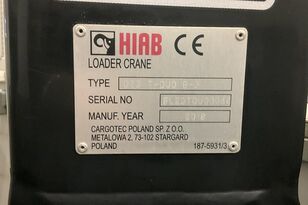 HIAB CE
LOADER CRANE
TYPE
SERIAL NO
MANUF. YEAR
CARGOTEC POLAND SP. Z O.O.
METALOWA 2, 73-102 STARGARD
POLAND 187-5931/3